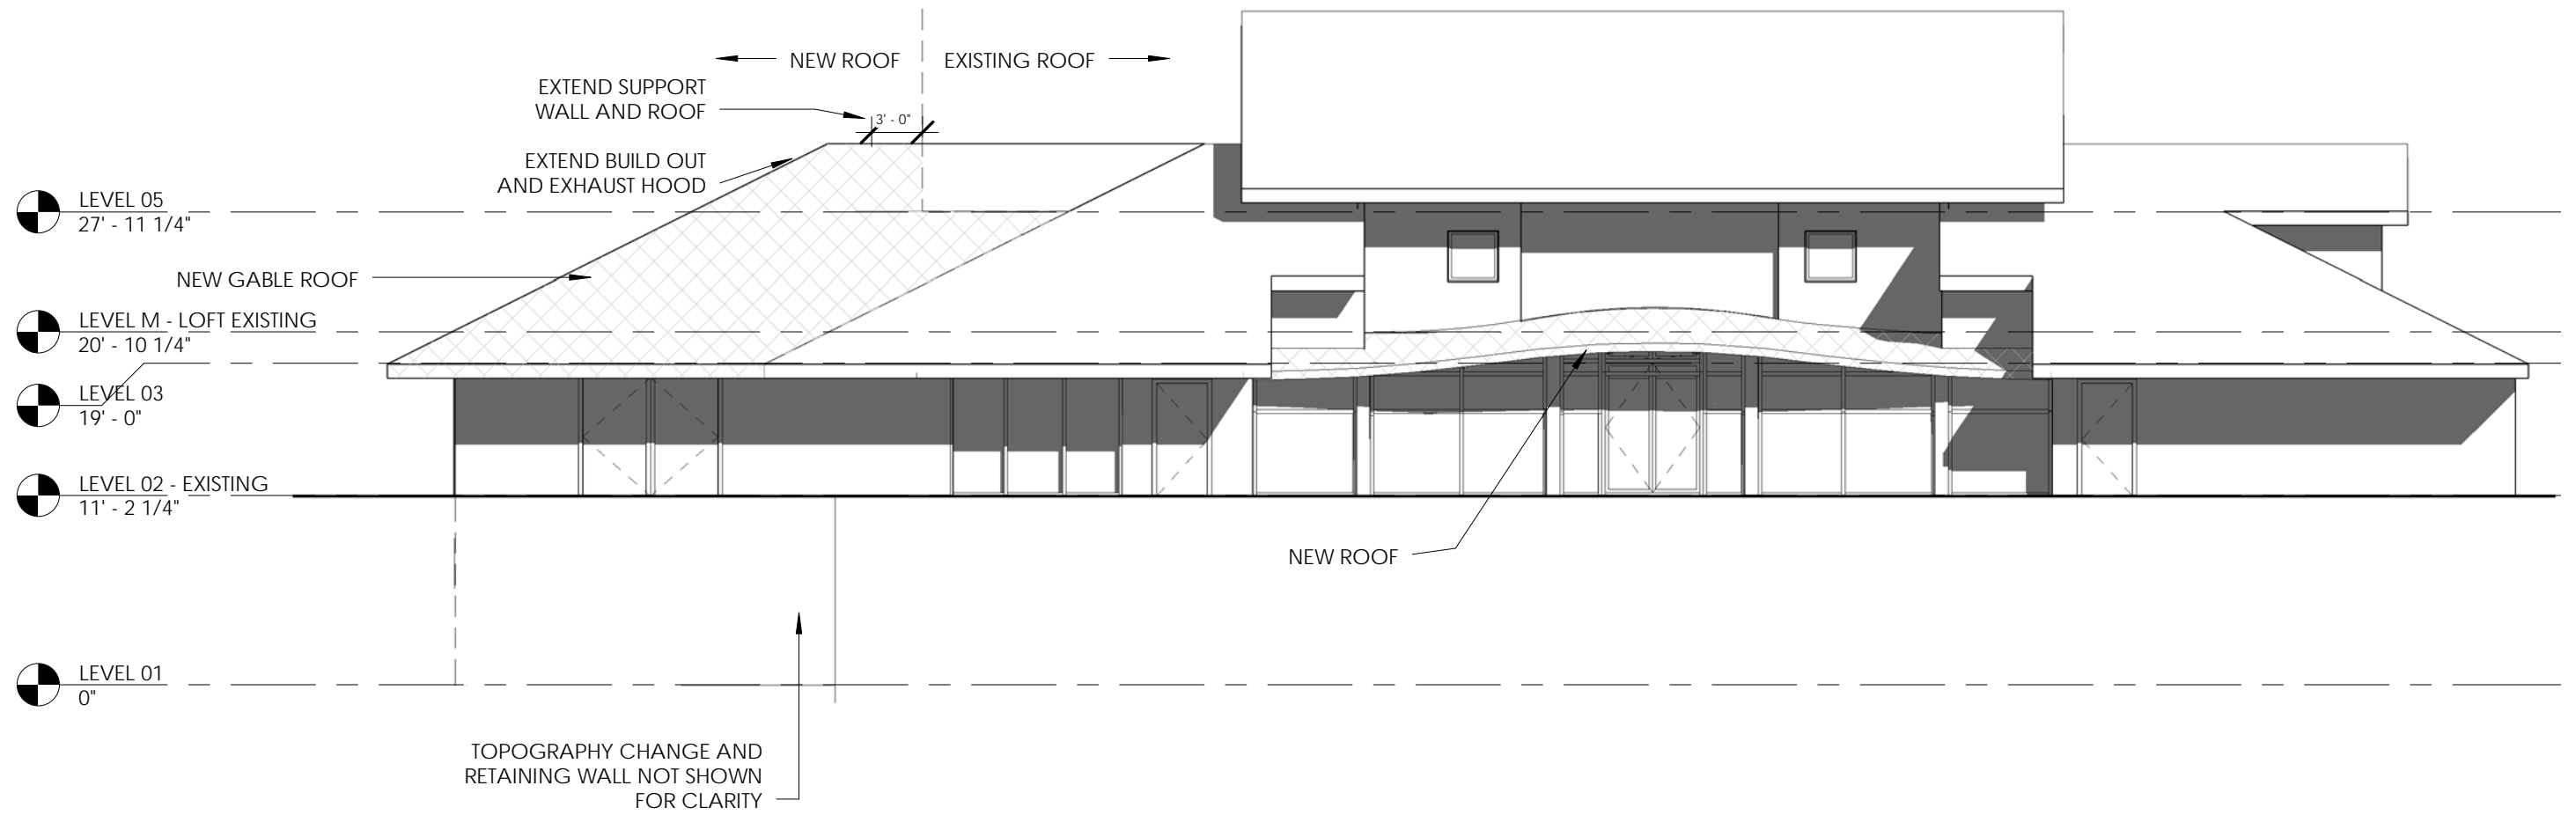 NEW ROOF
EXISTING ROOF
EXTEND SUPPORT
WALL AND ROOF
3' - 0"
EXTEND BUILD OUT
AND EXHAUST HOOD
LEVEL 05
27' - 11 1/4"
NEW GABLE ROOF
LEVEL M - LOFT EXISTING
20' - 10 1/4"
LEVEL 03
19' - 0"
LEVEL 02 - EXISTING
11' - 2 1/4"
NEW ROOF
LEVEL 01
0"
TOPOGRAPHY CHANGE AND
RETAINING WALL NOT SHOWN
FOR CLARITY